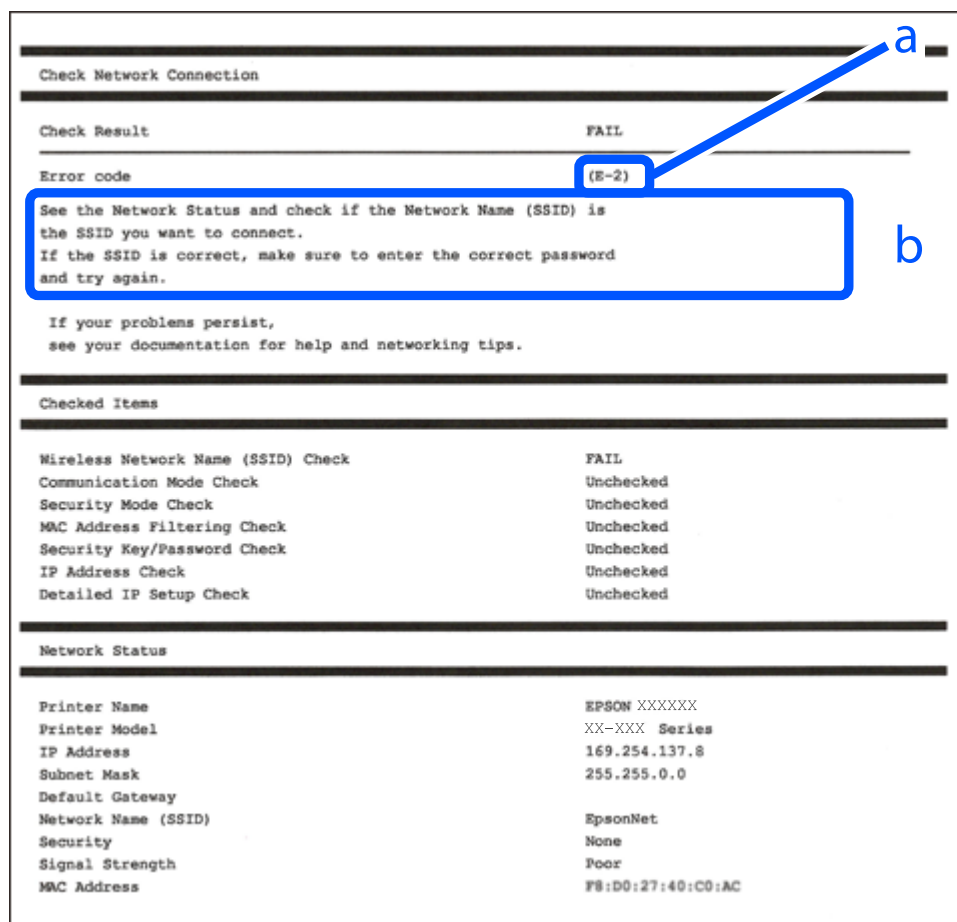 a
Check Network Connection
Check Result FAIL
Error code (E-2)
See the Network Status and check if the Network Name (SSID) is
the SSID you want to connect.
If the SSID is correct, make sure to enter the correct password
and try again.
b
If your problems persist,
see your documentation for help and networking tips.
Checked Items
Wireless Network Name (SSID) Check FAIL
Communication Mode Check Unchecked
Security Mode Check Unchecked
MAC Address Filtering Check Unchecked
Security Key/Password Check Unchecked
IP Address Check Unchecked
Detailed IP Setup Check Unchecked
Network Status
Printer Name EPSON XXXXXX
Printer Model XX-XXX Series
IP Address 169.254.137.8
Subnet Mask 255.255.0.0
Default Gateway
Network Name (SSID) EpsonNet
Security None
Signal Strength Poor
MAC Address F8:D0:27:40:C0:AC